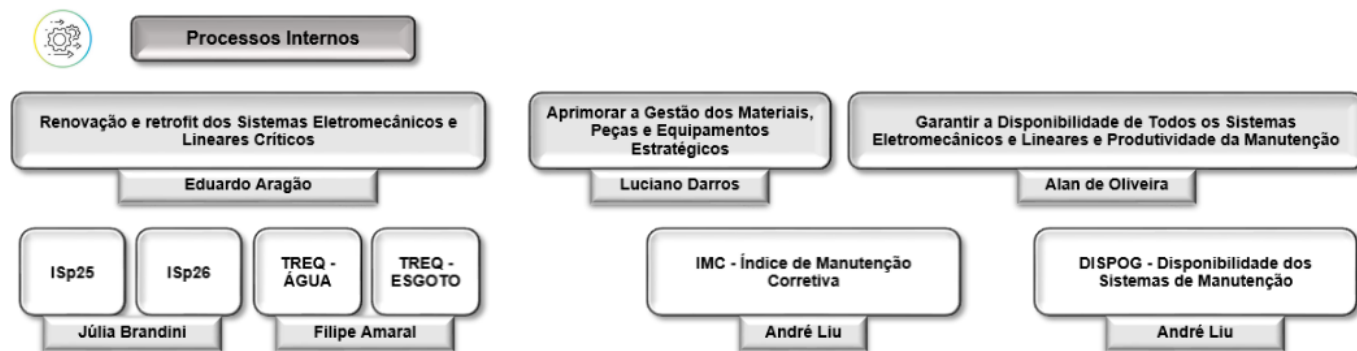 Processos Internos
Renovação e retrofit dos Sistemas Eletromecânicos e
Lineares Críticos
Eduardo Aragão
Aprimorar a Gestão dos Materiais,
Peças e Equipamentos
Estratégicos
Luciano Darros
Garantir a Disponibilidade de Todos os Sistemas
Eletromecânicos e Lineares e Produtividade da Manutenção
Alan de Oliveira
ISp25
ISp26
Júlia Brandini
TREQ -
ÁGUA
TREQ -
ESGOTO
Filipe Amaral
IMC - Índice de Manutenção
Corretiva
André Liu
DISPOG - Disponibilidade dos
Sistemas de Manutenção
André Liu